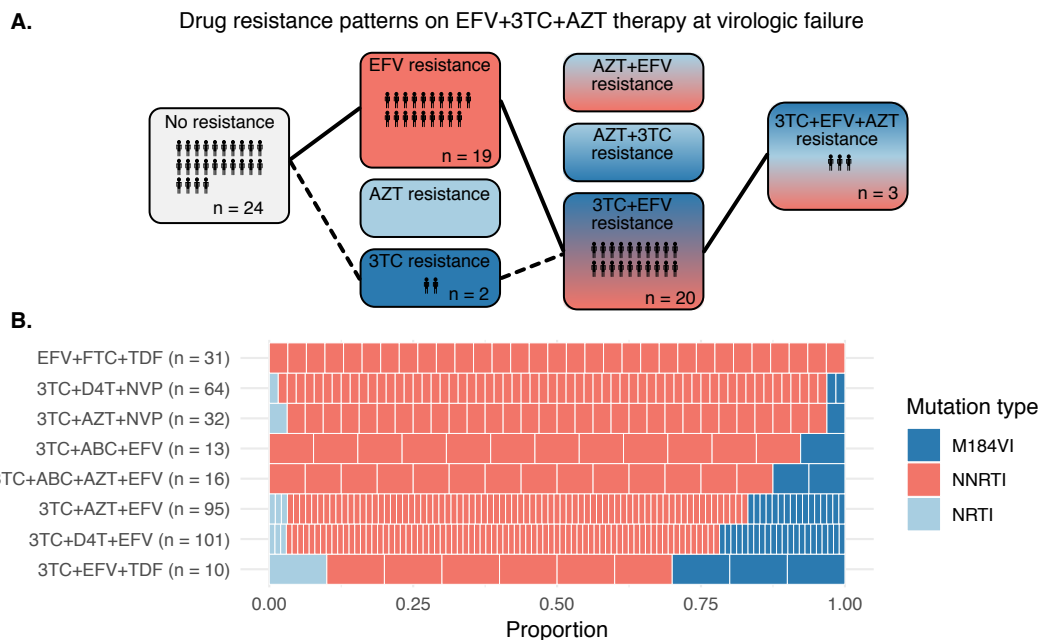 A.
Drug resistance patterns on EFV+3TC+AZT therapy at virologic failure
No resistance
n = 24
EFV resistance
n = 19
AZT resistance
3TC resistance
n = 2
AZT+EFV
resistance
AZT+3TC
resistance
3TC+EFV
resistance
n = 20
3TC+EFV+AZT
resistance
n = 3
B.
EFV+FTC+TDF (n = 31)
3TC+D4T+NVP (n = 64)
3TC+AZT+NVP (n = 32)
3TC+ABC+EFV (n = 13)
3TC+ABC+AZT+EFV (n = 16)
3TC+AZT+EFV (n = 95)
3TC+D4T+EFV (n = 101)
3TC+EFV+TDF (n = 10)
0.00
0.25
0.50
0.75
1.00
Proportion
Mutation type
M184VI
NNRTI
NRTI